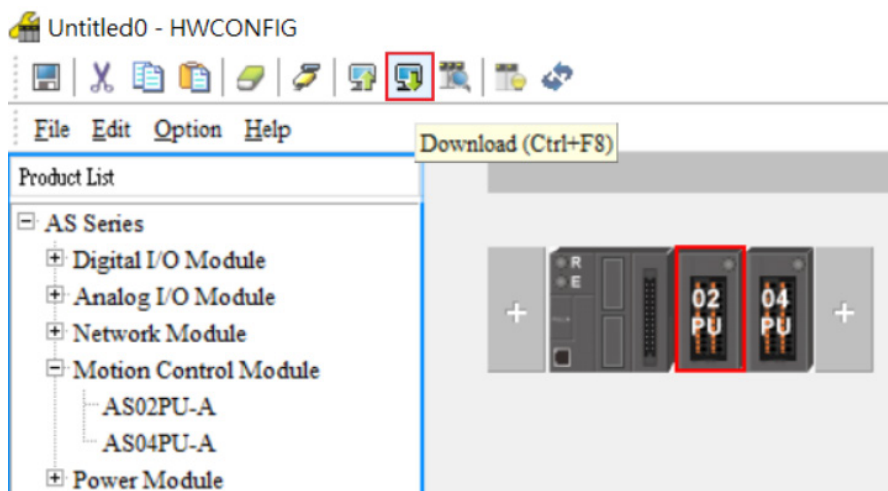 Untitled0 - HWCONFIG
File Edit Option Help
Download (Ctrl+F8)
Product List
AS Series
Digital I/O Module
Analog I/O Module
Network Module
Motion Control Module
AS02PU-A
AS04PU-A
Power Module
R
E
02 04
PU PU